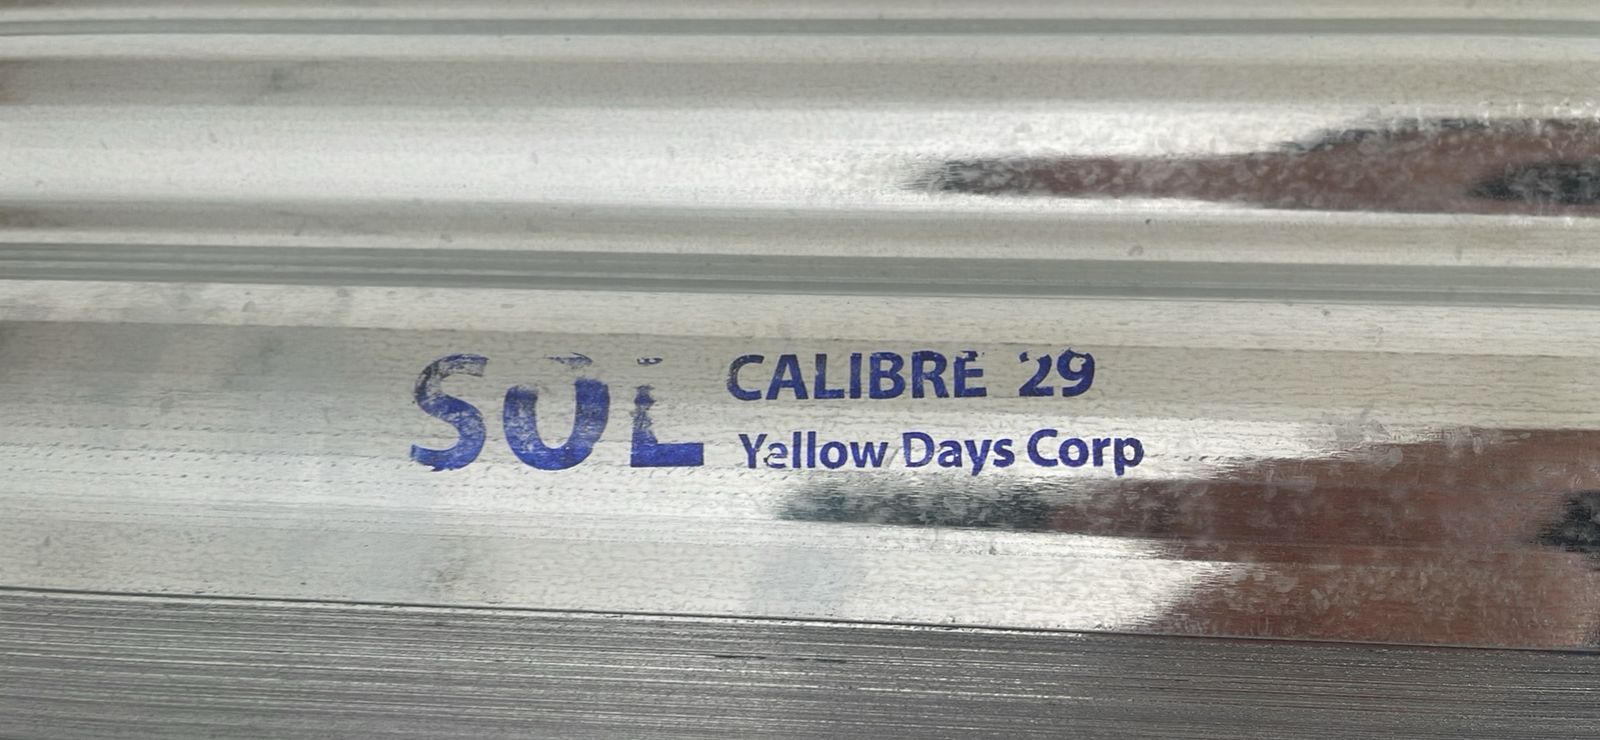 SOL CALIBRE 29
Yellow Days Corp